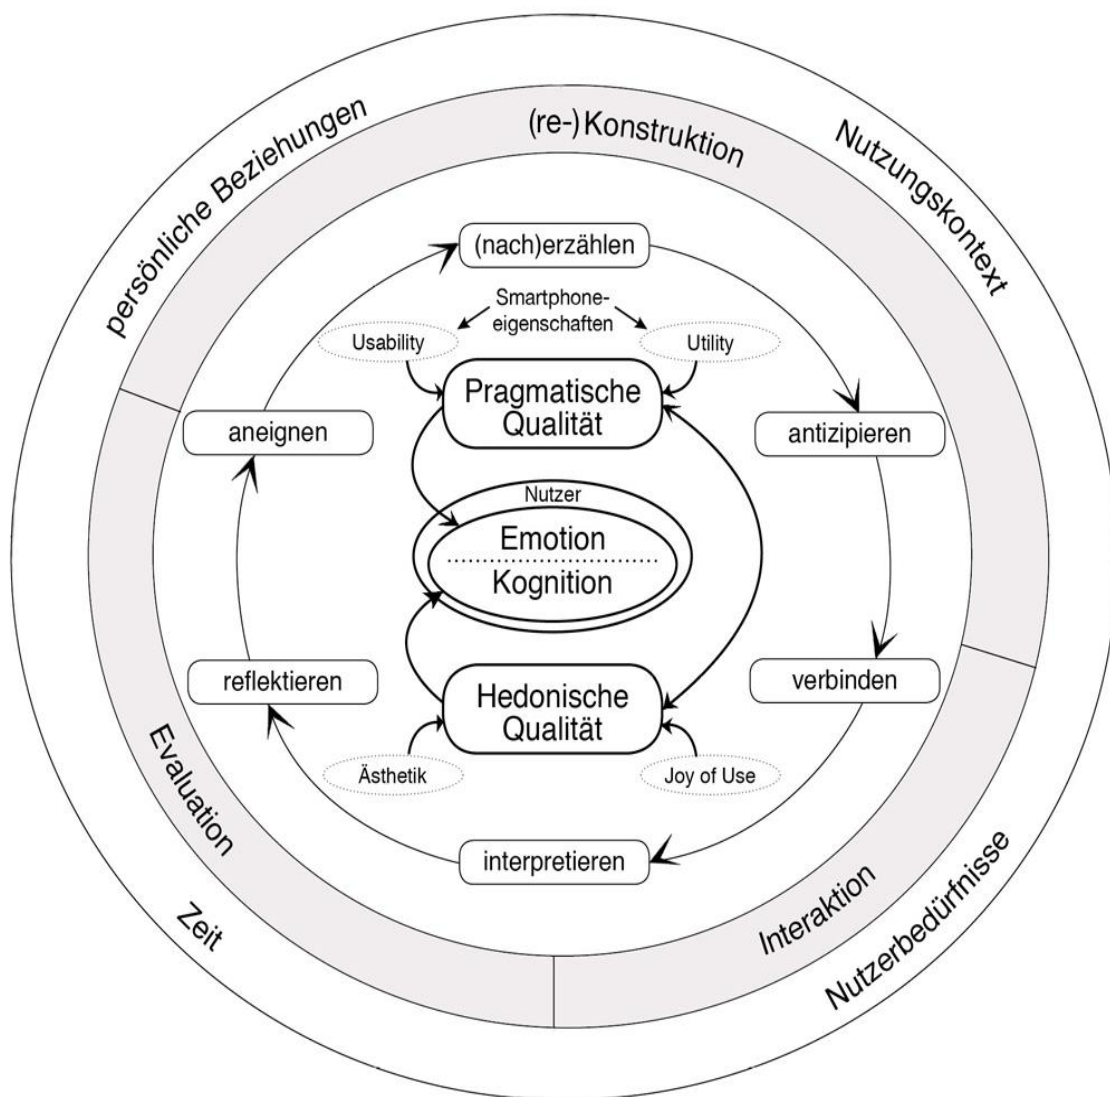 persönliche Beziehungen
(re-)Konstruktion
Nutzungskontext
(nach)erzählen
Smartphone-
eigenschaften
Usability
Utility
Pragmatische
Qualität
aneignen
antizipieren
Nutzer
Emotion
Kognition
reflektieren
verbinden
Hedonische
Qualität
Ästhetik
Joy of Use
Evaluation
interpretieren
Interaktion
Zeit
Nutzerbedürfnisse